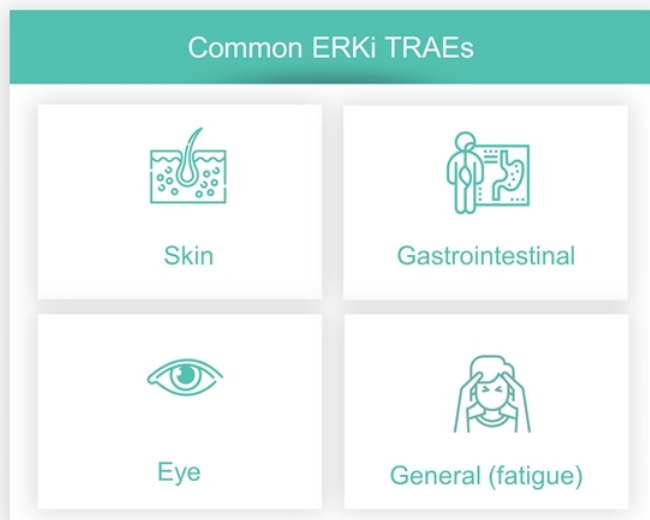 Common ERKi TRAEs
Skin
Gastrointestinal
Eye
General (fatigue)